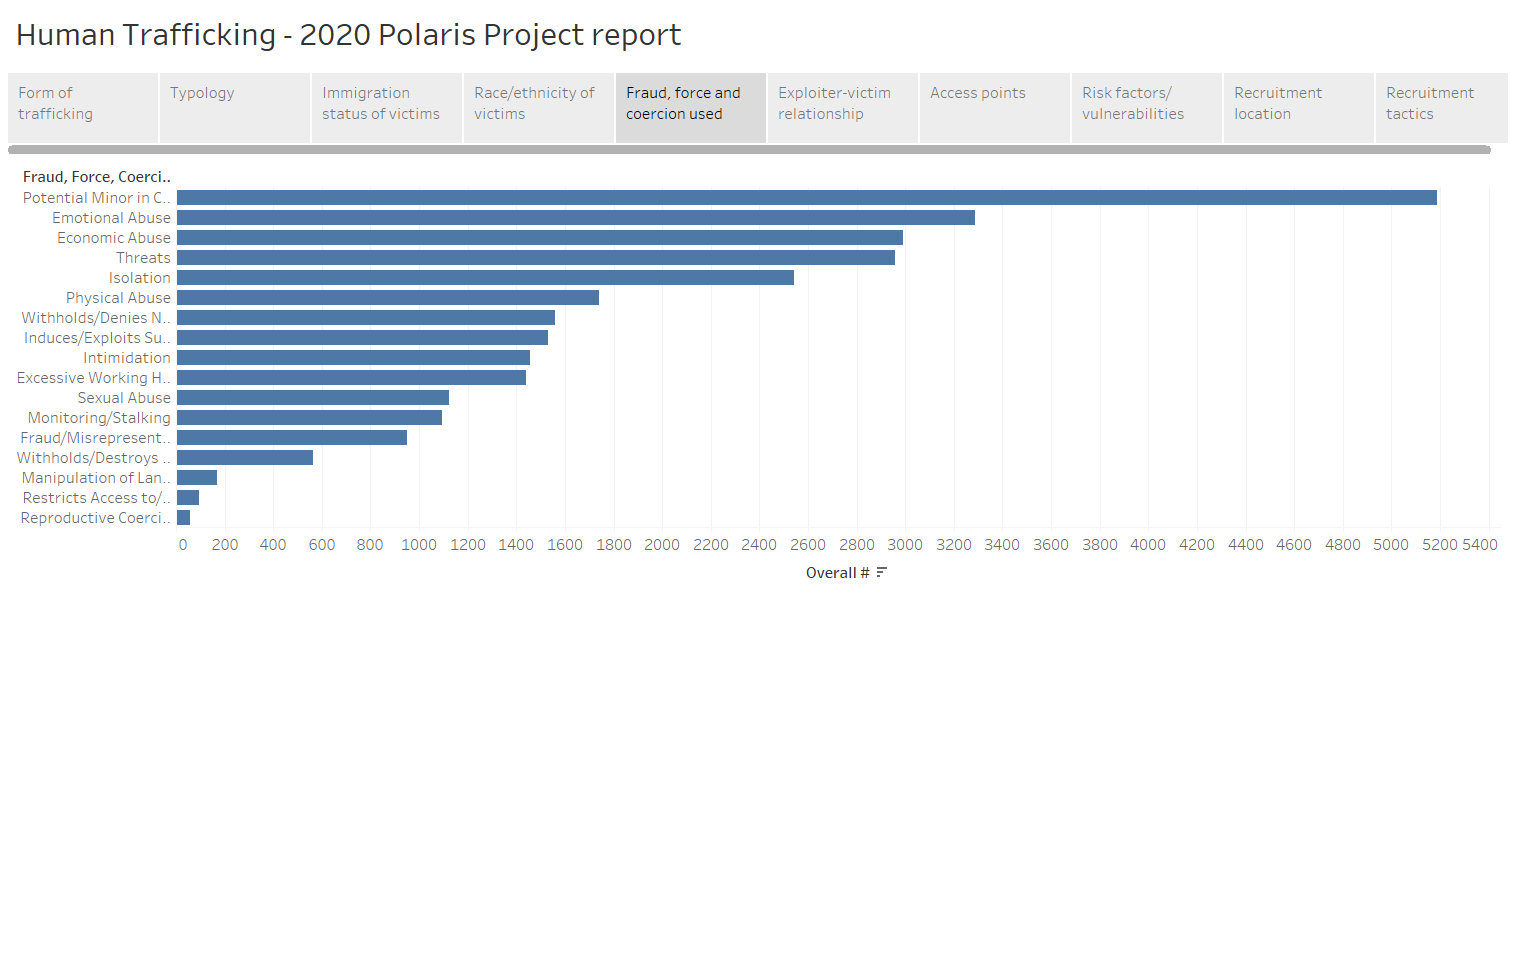 Human Trafficking - 2020 Polaris Project report
Form of
trafficking
Typology
Immigration
status of victims
Race/ethnicity of
victims
Fraud, force and
coercion used
Exploiter-victim
relationship
Access points
Risk factors/
vulnerabilities
Recruitment
location
Recruitment
tactics
Fraud, Force, Coerci..
Potential Minor in C..
Emotional Abuse
Economic Abuse
Threats
Isolation
Physical Abuse
Withholds/Denies N..
Induces/Exploits Su..
Intimidation
Excessive Working H..
Sexual Abuse
Monitoring/Stalking
Fraud/Misrepresent..
Withholds/Destroys ..
Manipulation of Lan..
Restricts Access to/..
Reproductive Coerci..
0 200 400 600 800 1000 1200 1400 1600 1800 2000 2200 2400 2600 2800 3000 3200 3400 3600 3800 4000 4200 4400 4600 4800 5000 5200 5400
Overall #